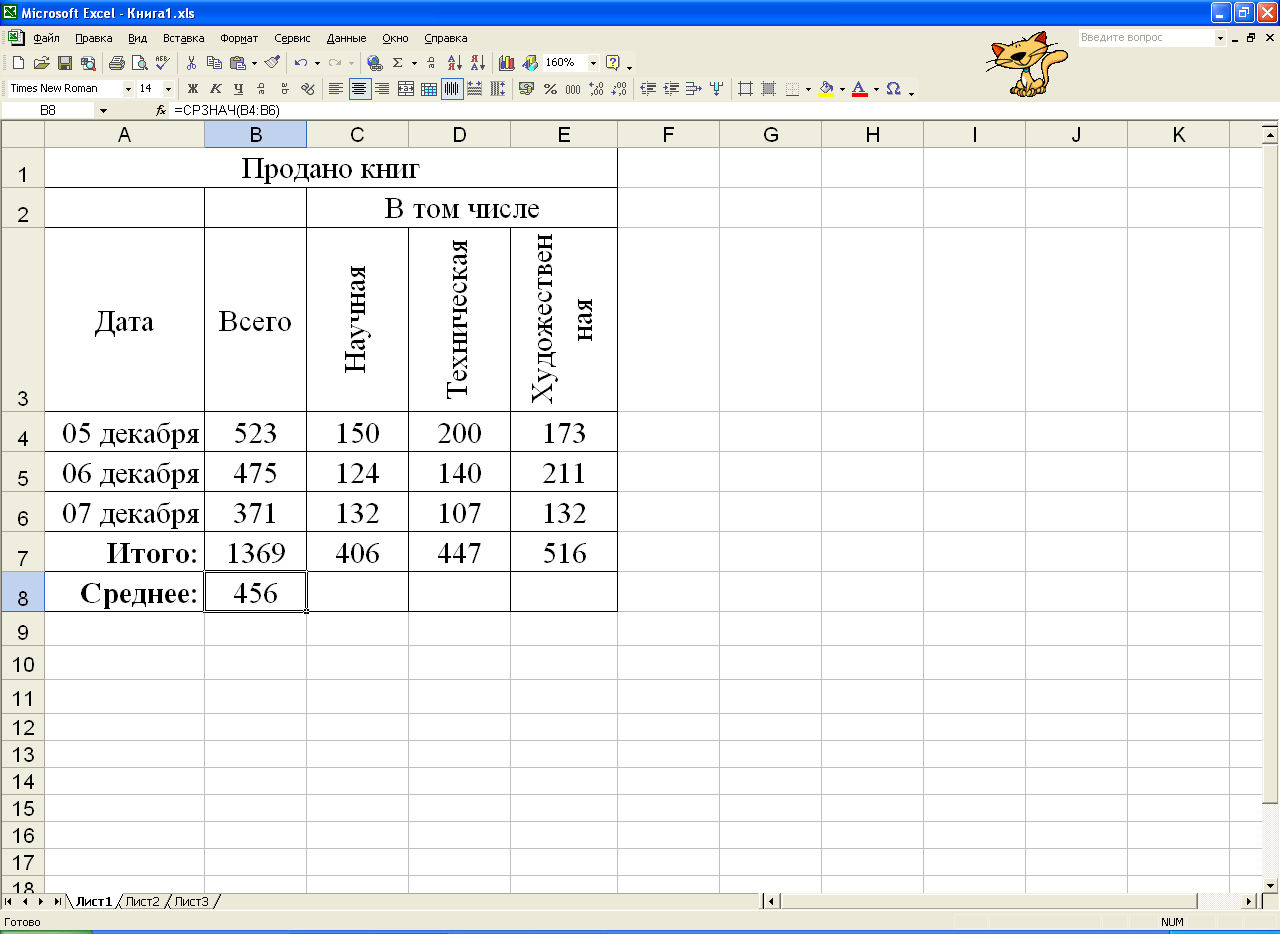 Microsoft Excel - Книга1.xls
Файл Правка Вид Вставка Формат Сервис Данные Окно Справка
Введите вопрос
160%
Times New Roman 14
B8 fx =СРЗНАЧ(B4:B6)
A B C D E F G H I J K
1 Продано книг
2 В том числе
3 Дата Всего Научная Техническая Художествен
ная
4 05 декабря 523 150 200 173
5 06 декабря 475 124 140 211
6 07 декабря 371 132 107 132
7 Итого: 1369 406 447 516
8 Среднее: 456
9
10
11
12
13
14
15
16
17
18
Лист1 Лист2 Лист3
Готово NUM